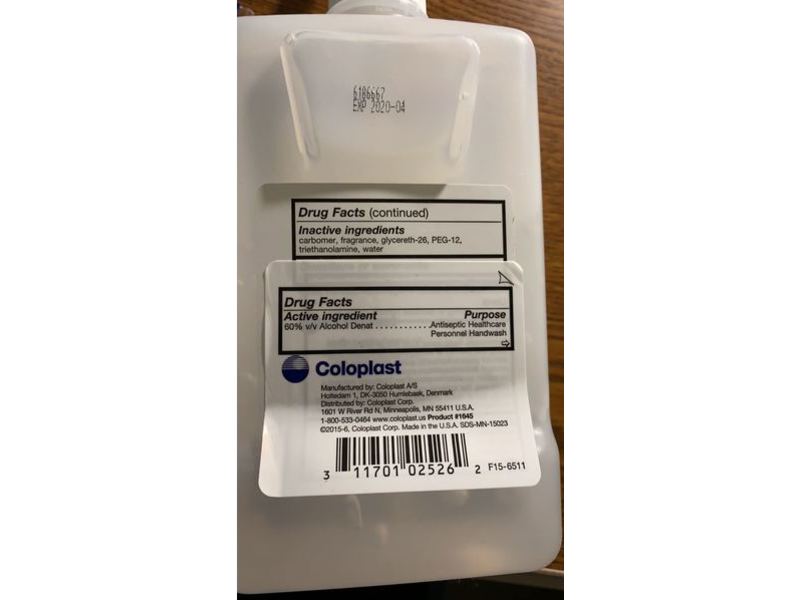 6186667
EXP 2020-04
Drug Facts (continued)
Inactive ingredients
carbomer, fragrance, glycereth-26, PEG-12,
triethanolamine, water
Drug Facts
Active ingredient Purpose
60% v/v Alcohol Denat ............ Antiseptic Healthcare
Personnel Handwash
Coloplast
Manufactured by: Coloplast A/S
Holtedam 1, DK-3050 Humlebaek, Denmark
Distributed by: Coloplast Corp.
1601 W River Rd N, Minneapolis, MN 55411 U.S.A.
1-800-533-0464 www.coloplast.us Product #1645
©2015-6, Coloplast Corp. Made in the U.S.A. SDS-MN-15023
3 11701 02526 2 F15-6511